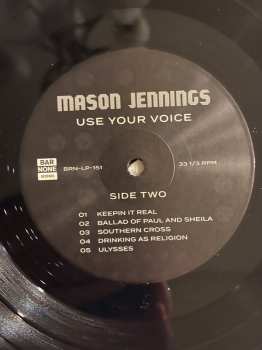 MASON JENNINGS
USE YOUR VOICE
BAR
NONE
BRN-LP-151
33 1/3 RPM
SIDE TWO
01 KEEPIN IT REAL
02 BALLAD OF PAUL AND SHEILA
03 SOUTHERN CROSS
04 DRINKING AS RELIGION
05 ULYSSES